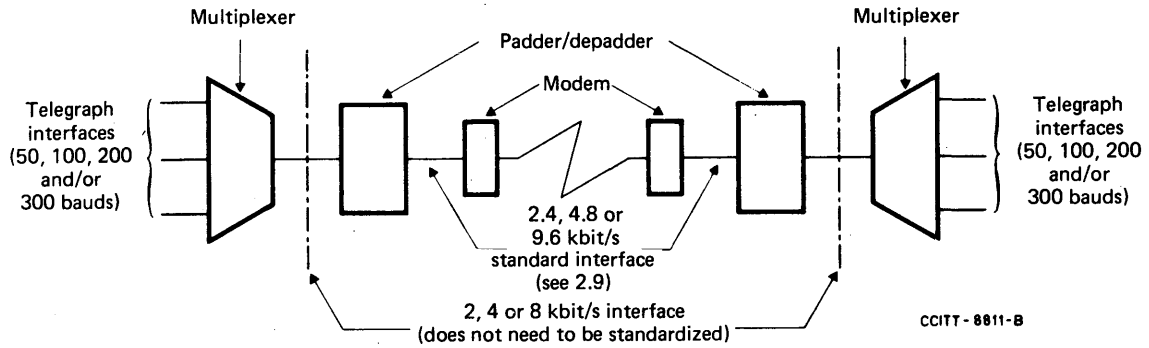 Multiplexer
Multiplexer
Padder/depadder
Modem
Telegraph
interfaces
(50, 100, 200
and/or
300 bauds)
Telegraph
interfaces
(50, 100, 200
and/or
300 bauds)
2.4, 4.8 or
9.6 kbit/s
standard interface
(see 2.9)
2, 4 or 8 kbit/s interface
(does not need to be standardized)
CCITT - 8811-B